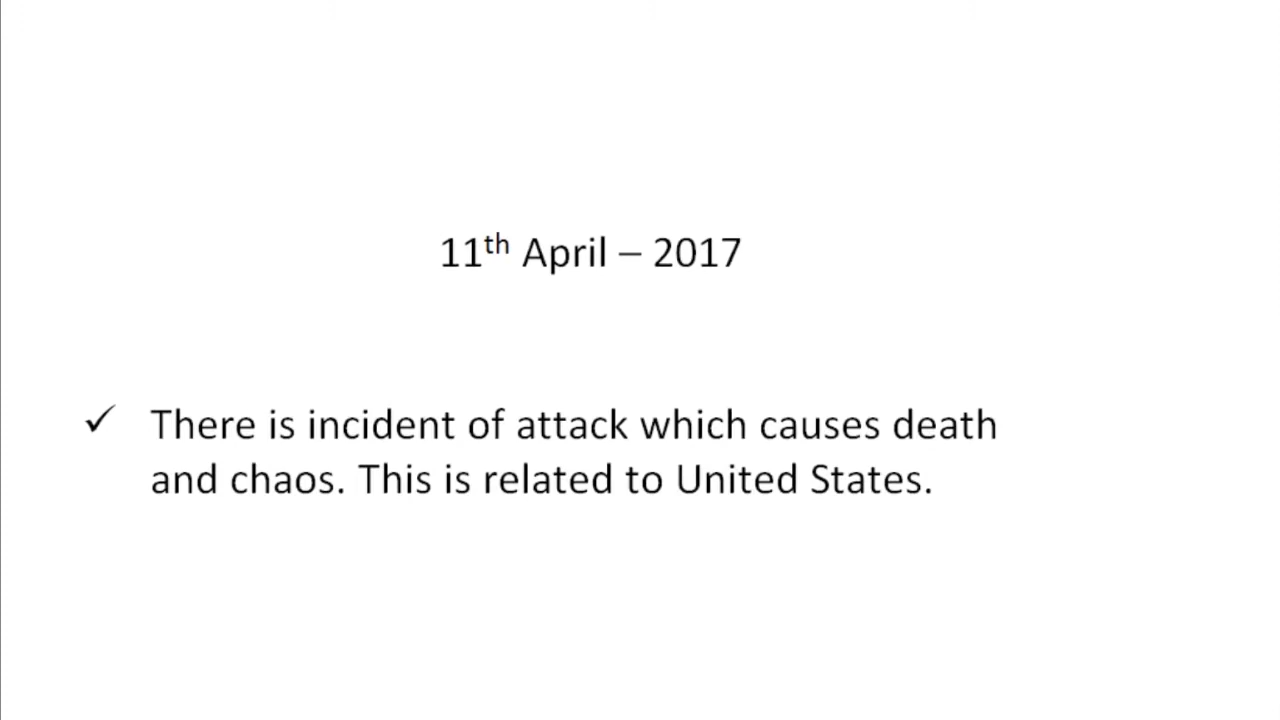 11th April – 2017
✓ There is incident of attack which causes death
and chaos. This is related to United States.